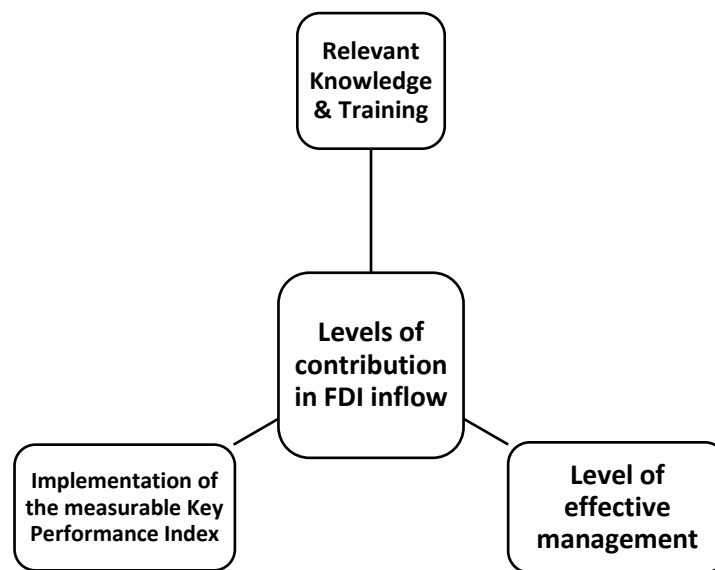 Relevant
Knowledge
& Training
Levels of
contribution
in FDI inflow
Implementation of
the measurable Key
Performance Index
Level of
effective
management